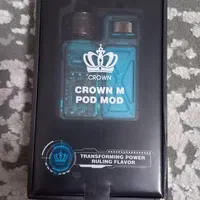 CROWN
CROWN M
POD MOD
TRANSFORMING POWER
RULING FLAVOR